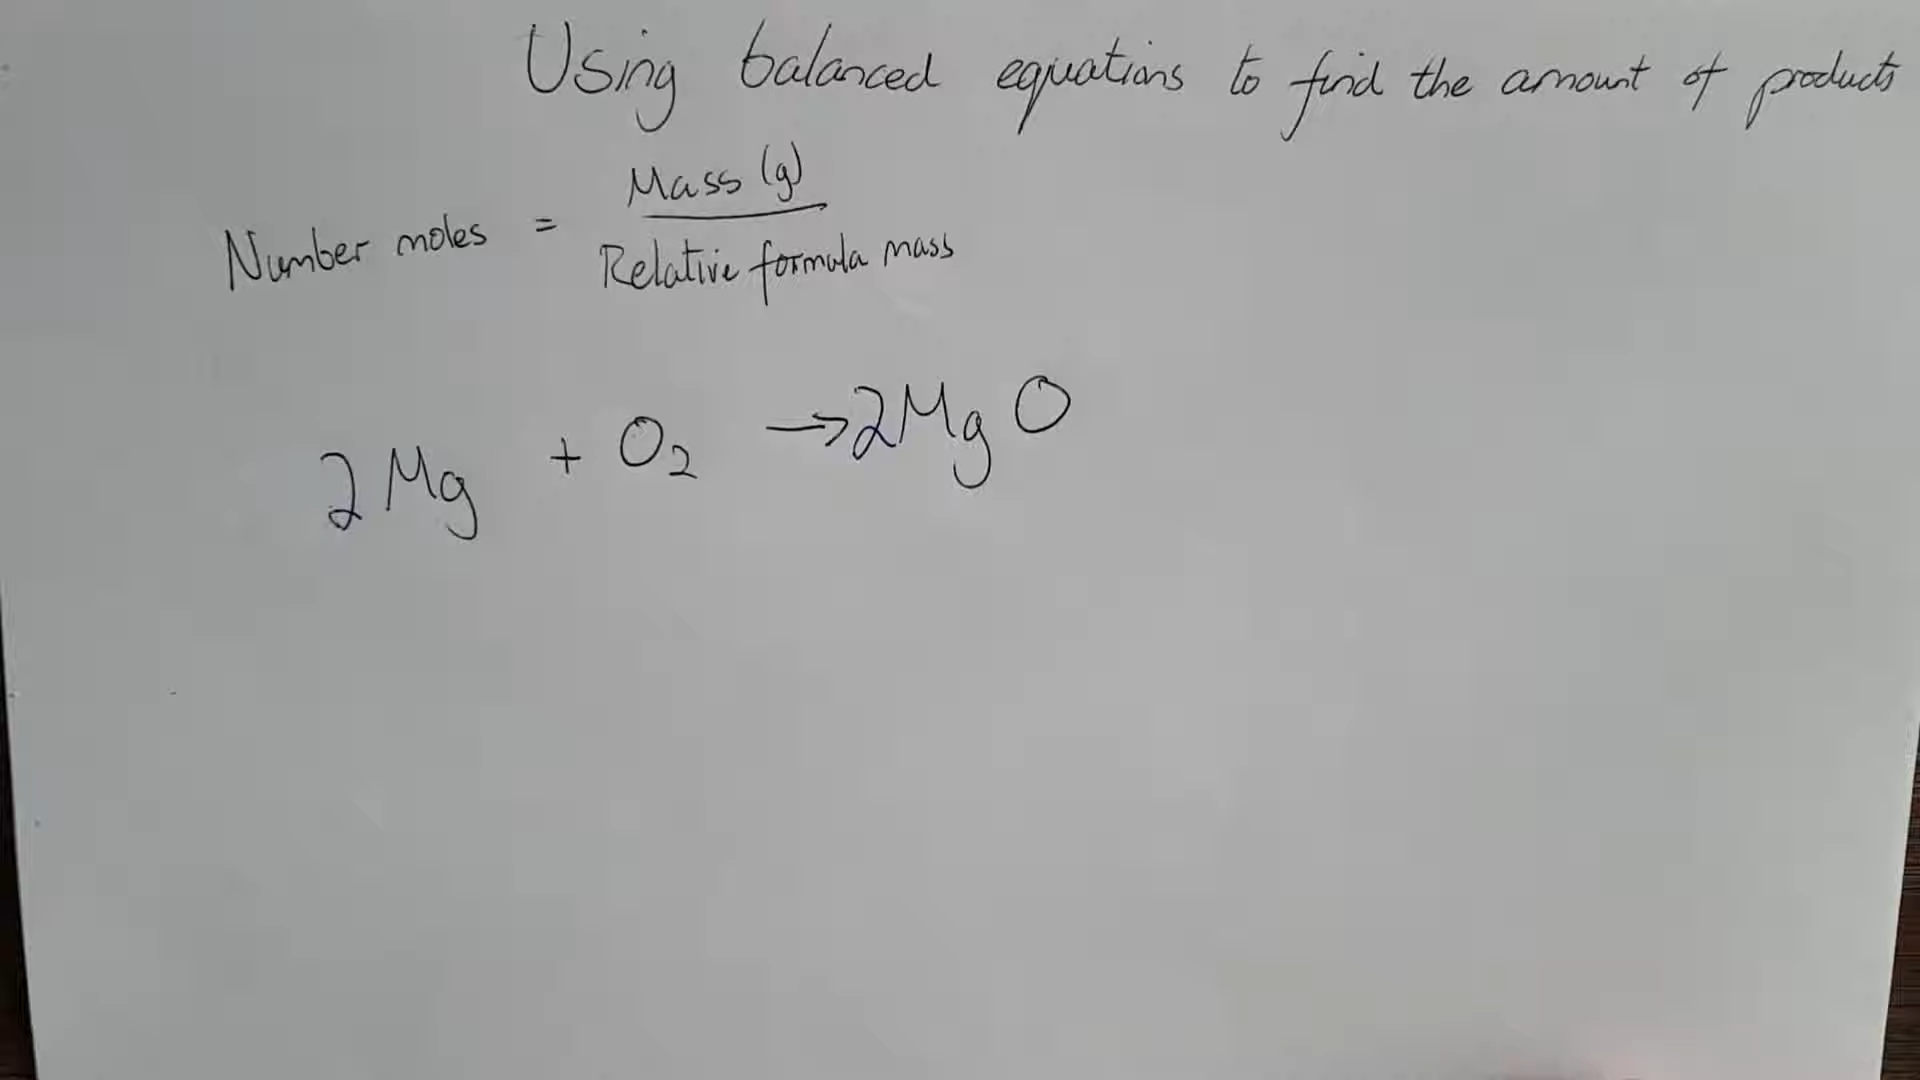 Using balanced equations to find the amount of products
Number moles = Mass (g) / Relative formula mass
2Mg + O₂ → 2MgO